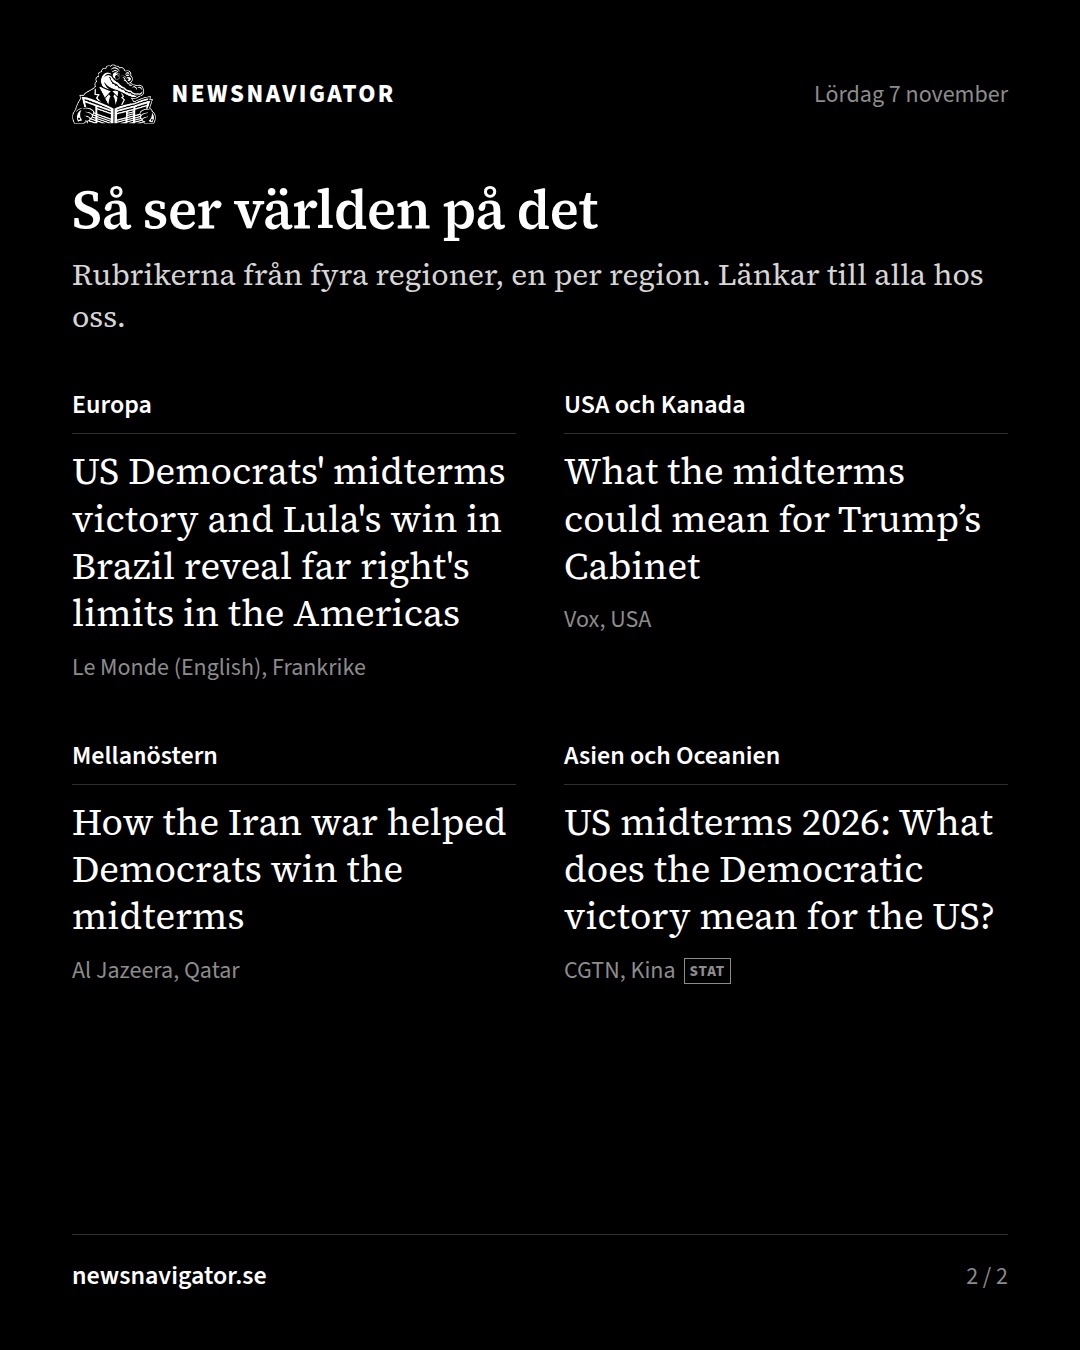 NEWSNAVIGATOR
Lördag 7 november
Så ser världen på det
Rubrikerna från fyra regioner, en per region. Länkar till alla hos
oss.
Europa
US Democrats' midterms
victory and Lula's win in
Brazil reveal far right's
limits in the Americas
Le Monde (English), Frankrike
USA och Kanada
What the midterms
could mean for Trump’s
Cabinet
Vox, USA
Mellanöstern
How the Iran war helped
Democrats win the
midterms
Al Jazeera, Qatar
Asien och Oceanien
US midterms 2026: What
does the Democratic
victory mean for the US?
CGTN, Kina STAT
newsnavigator.se
2 / 2